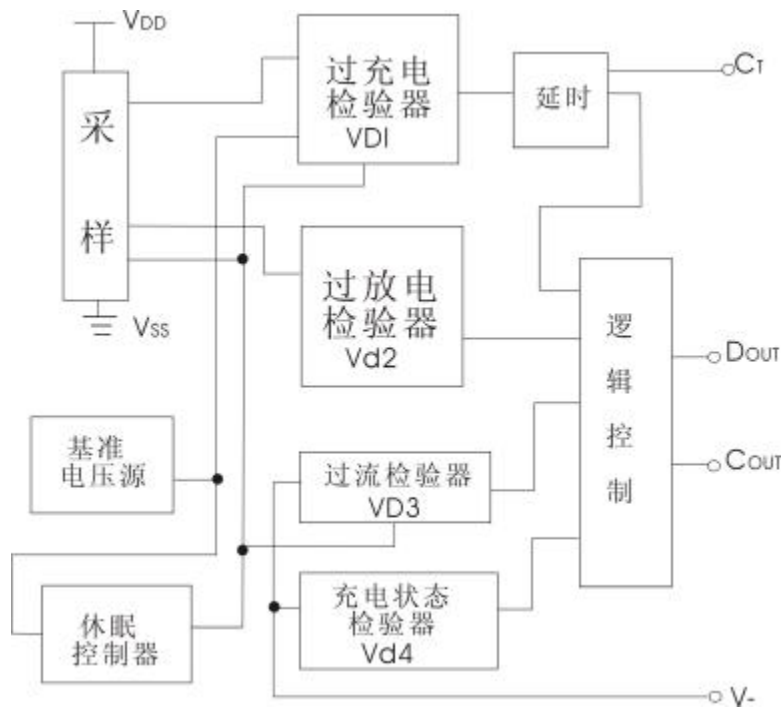 VDD
采
样
VSS
过充电
检验器
VD1
延时
CT
过放电
检验器
Vd2
逻
辑
控
制
DOUT
COUT
基准
电压源
过流检验器
VD3
休眠
控制器
充电状态
检验器
Vd4
V-